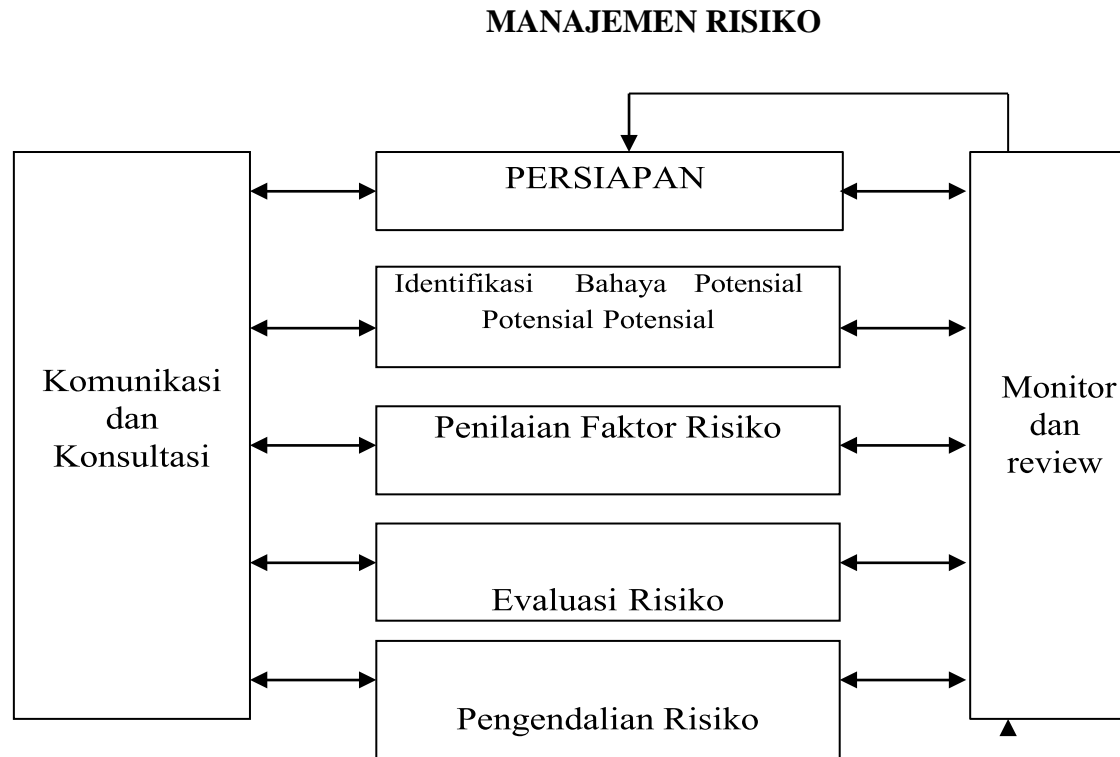 MANAJEMEN RISIKO
PERSIAPAN
Identifikasi Bahaya Potensial
Potensial Potensial
Komunikasi
dan
Konsultasi
Penilaian Faktor Risiko
Monitor
dan
review
Evaluasi Risiko
Pengendalian Risiko